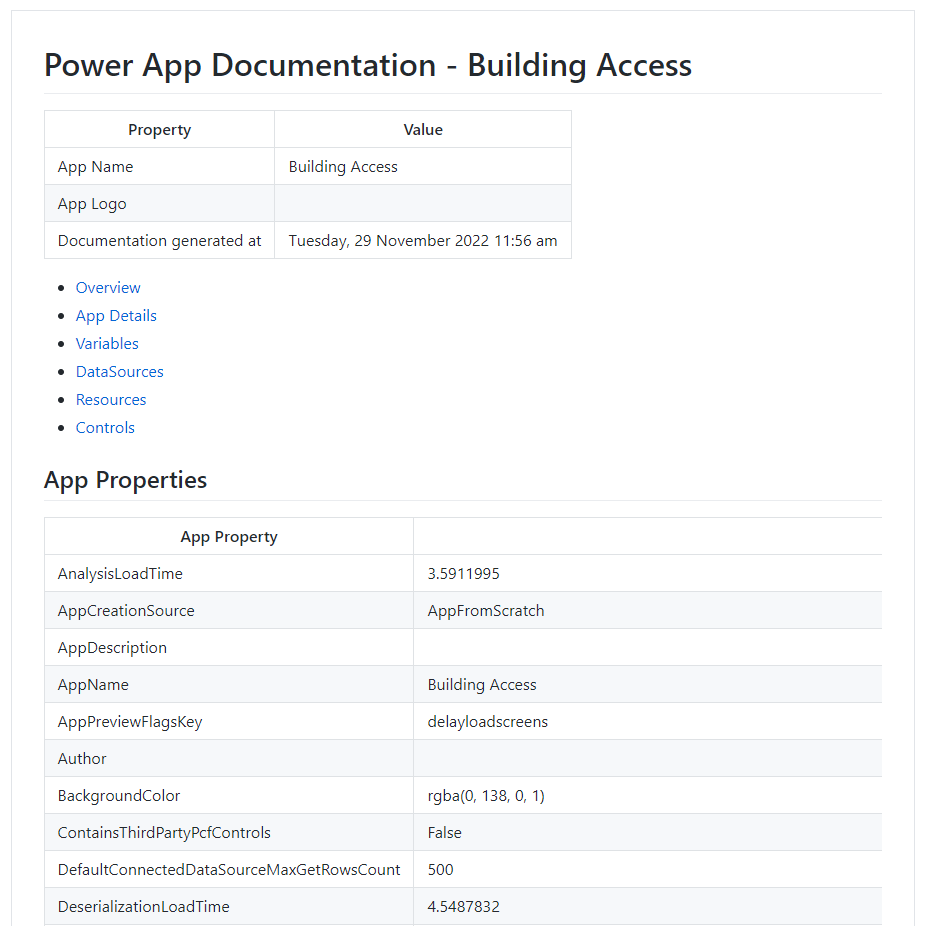 Power App Documentation - Building Access
Property Value
App Name Building Access
App Logo
Documentation generated at Tuesday, 29 November 2022 11:56 am
Overview
App Details
Variables
DataSources
Resources
Controls
App Properties
App Property
AnalysisLoadTime 3.5911995
AppCreationSource AppFromScratch
AppDescription
AppName Building Access
AppPreviewFlagsKey delayloadscreens
Author
BackgroundColor rgba(0, 138, 0, 1)
ContainsThirdPartyPcfControls False
DefaultConnectedDataSourceMaxGetRowsCount 500
DeserializationLoadTime 4.5487832